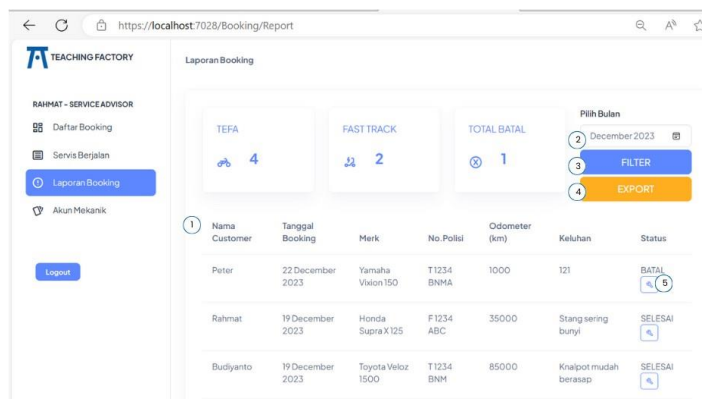 https://localhost:7028/Booking/Report
TEACHING FACTORY
Laporan Booking
RAHMAT - SERVICE ADVISOR
Daftar Booking
Servis Berjalan
Laporan Booking
Akun Mekanik
Logout
TEFA
4
FAST TRACK
2
TOTAL BATAL
1
Pilih Bulan
2 December 2023
3 FILTER
4 EXPORT
1
Nama Customer Tanggal Booking Merk No.Polisi Odometer (km) Keluhan Status
Peter 22 December 2023 Yamaha Vixion 150 T 1234 BNMA 1000 121 BATAL
5
Rahmat 19 December 2023 Honda Supra X 125 F 1234 ABC 35000 Stang sering bunyi SELESAI
Budiyanto 19 December 2023 Toyota Veloz 1500 T 1234 BNM 85000 Knalpot mudah berasap SELESAI